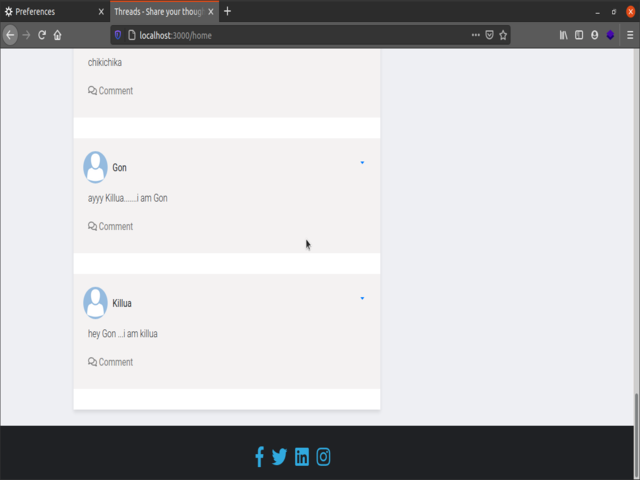 Preferences
Threads - Share your though
localhost:3000/home
chikichika
Comment
Gon
ayyy Killua......i am Gon
Comment
Killua
hey Gon ...i am killua
Comment